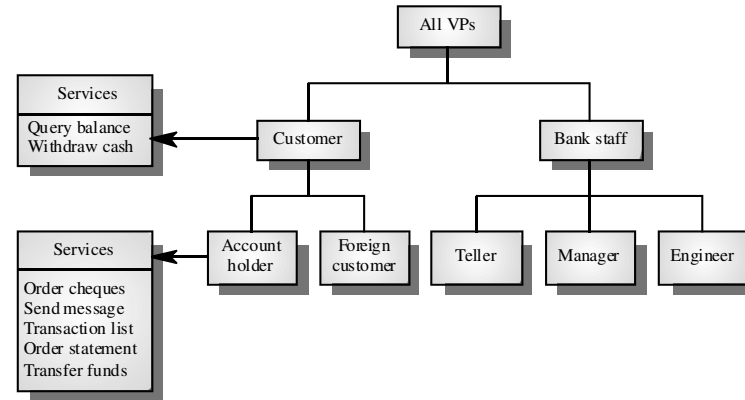 All VPs
Services
Query balance
Withdraw cash
Customer
Bank staff
Services
Order cheques
Send message
Transaction list
Order statement
Transfer funds
Account
holder
Foreign
customer
Teller
Manager
Engineer